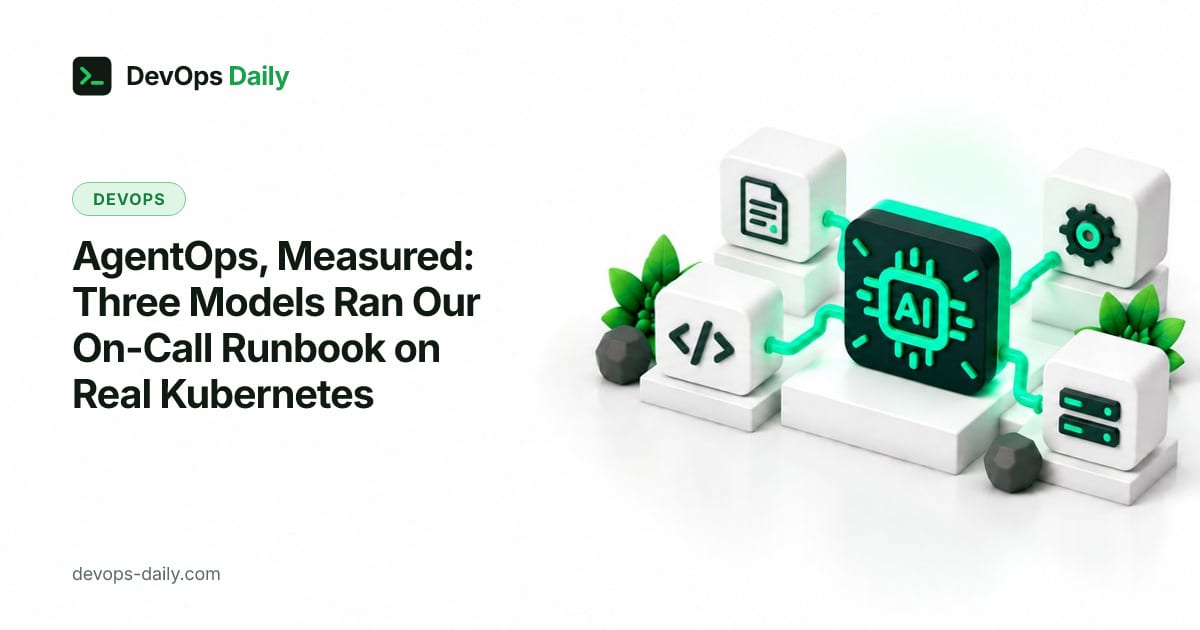 DevOps Daily
DEVOPS
AgentOps, Measured:
Three Models Ran Our
On-Call Runbook on
Real Kubernetes
AI
devops-daily.com